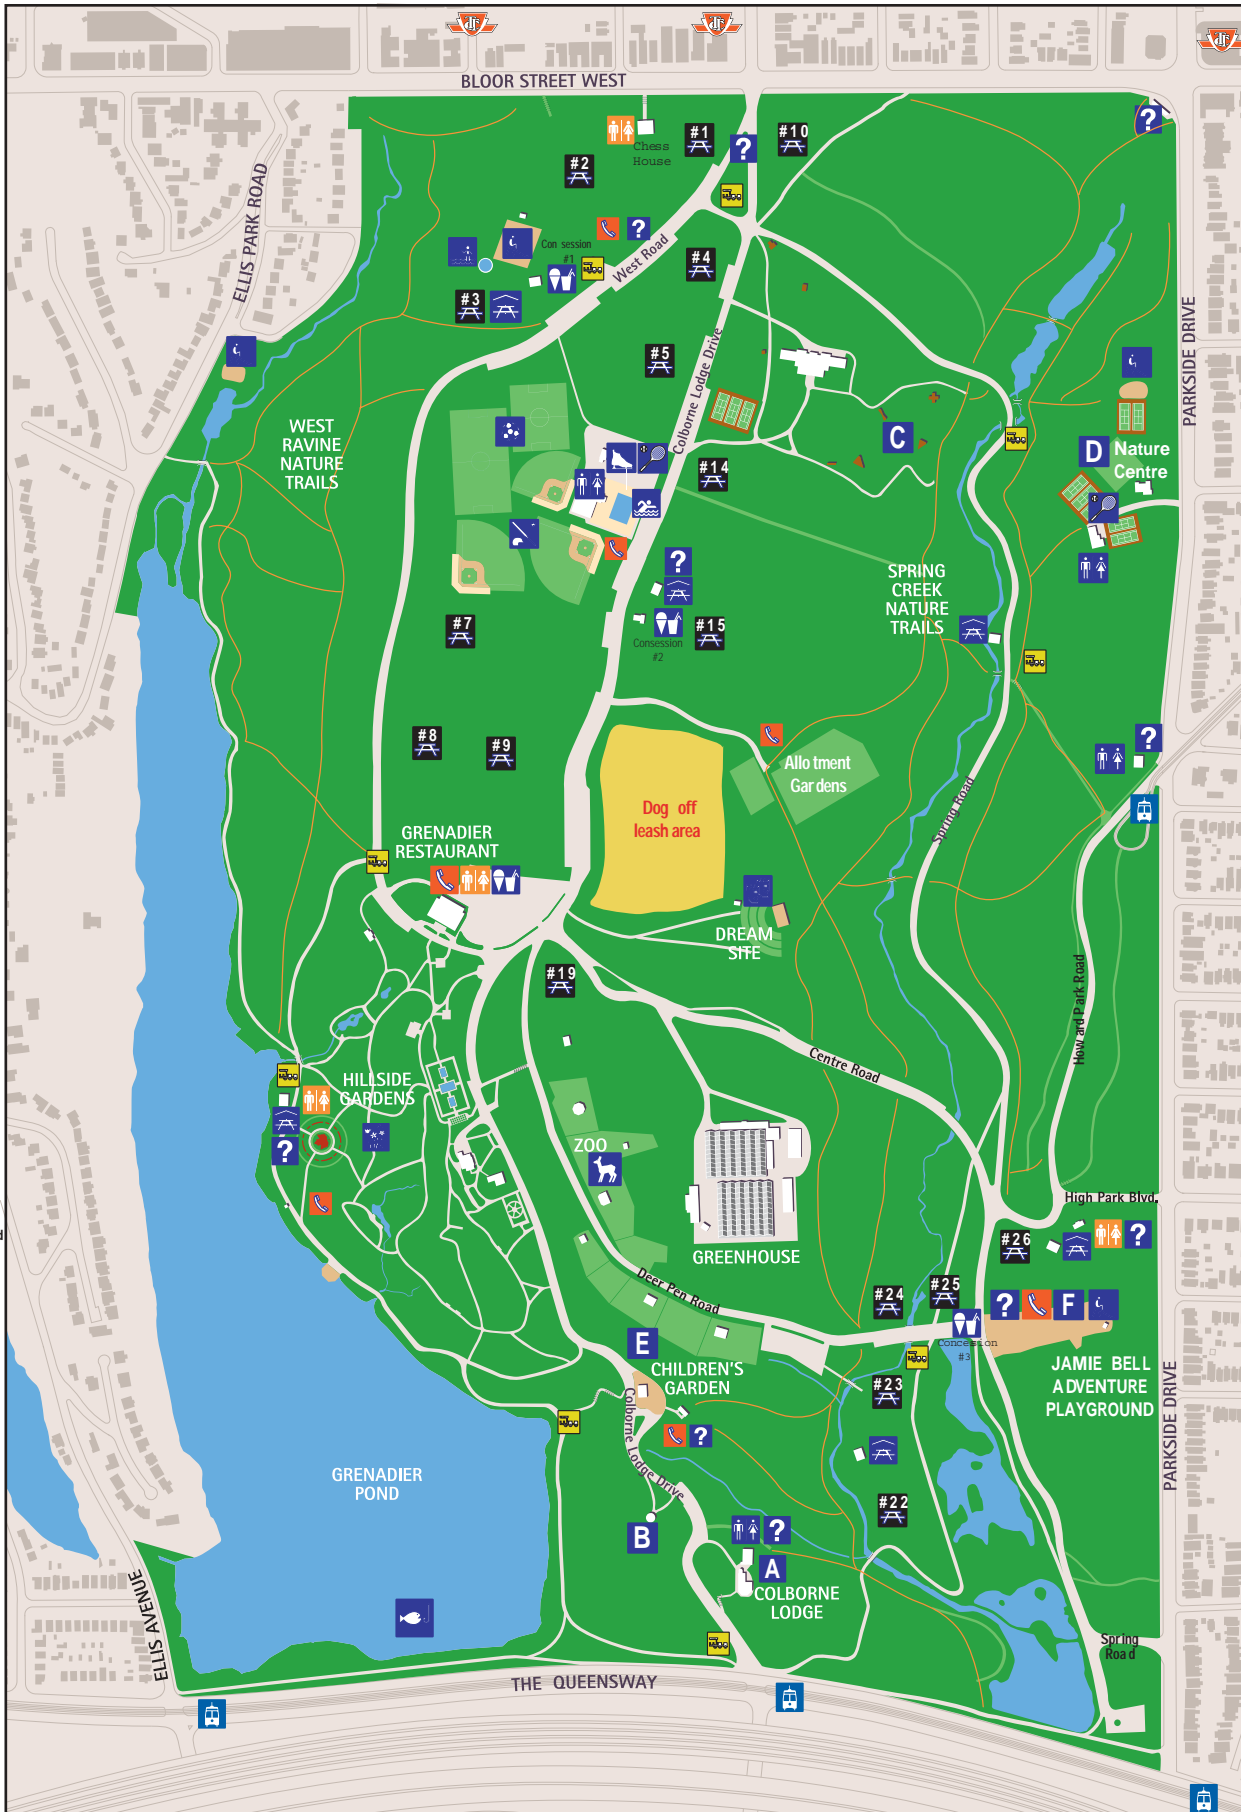 BLOOR STREET WEST
ELLIS PARK ROAD
Chess
House
#1
#10
?
#2
?
Con session
#1
West Road
#4
#3
#5
Colborne Lodge Drive
PARKSIDE DRIVE
WEST
RAVINE
NATURE
TRAILS
C
D
Nature
Centre
#14
?
SPRING
CREEK
NATURE
TRAILS
#7
#15
Consession
#2
#8
#9
?
Allo tment
Gar dens
Dog off
leash area
Spring Road
GRENADIER
RESTAURANT
DREAM
SITE
#19
How ard Park Road
Centre Road
HILLSIDE
GARDENS
?
ZOO
High Park Blvd.
#26
?
GREENHOUSE
Deer Pen Road
#24
#25
?
F
Concesion
#3
E
CHILDREN'S
GARDEN
JAMIE BELL
A DVENTURE
PLAYGROUND
#23
?
Colborne Lodge Drive
PARKSIDE DRIVE
GRENADIER
POND
#22
B
?
A
COLBORNE
LODGE
ELLIS AVENUE
Spring
Roa d
THE QUEENSWAY